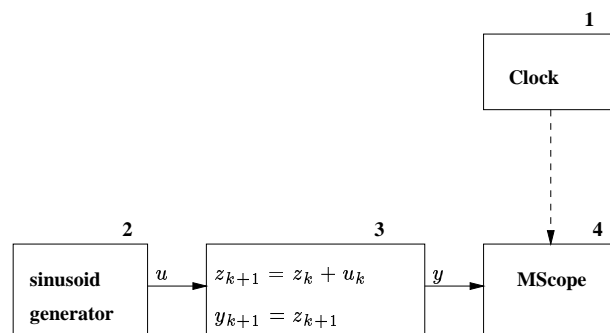 1
Clock
2
3
4
sinusoid
generator
u
z_{k+1} = z_k + u_k
y_{k+1} = z_{k+1}
y
MScope